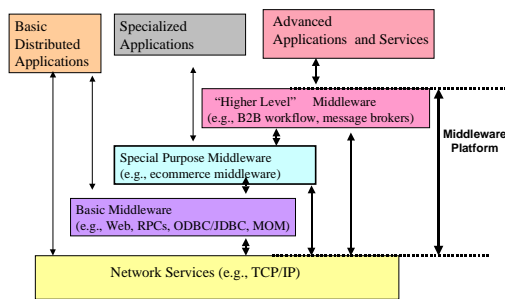 Basic
Distributed
Applications
Specialized
Applications
Advanced
Applications and Services
“Higher Level” Middleware
(e.g., B2B workflow, message brokers)
Middleware
Platform
Special Purpose Middleware
(e.g., ecommerce middleware)
Basic Middleware
(e.g., Web, RPCs, ODBC/JDBC, MOM)
Network Services (e.g., TCP/IP)